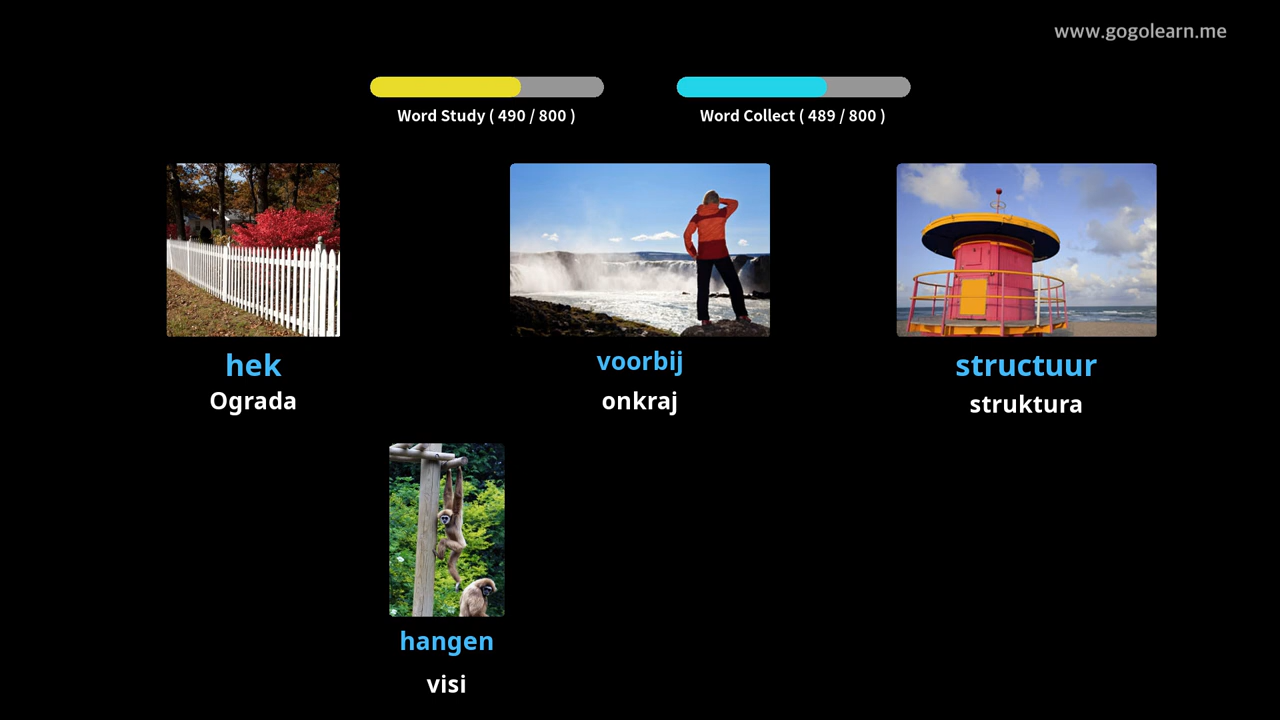 www.gogolearn.me
Word Study ( 490 / 800 )
Word Collect ( 489 / 800 )
hek
Ograda
voorbij
onkraj
structuur
struktura
hangen
visi